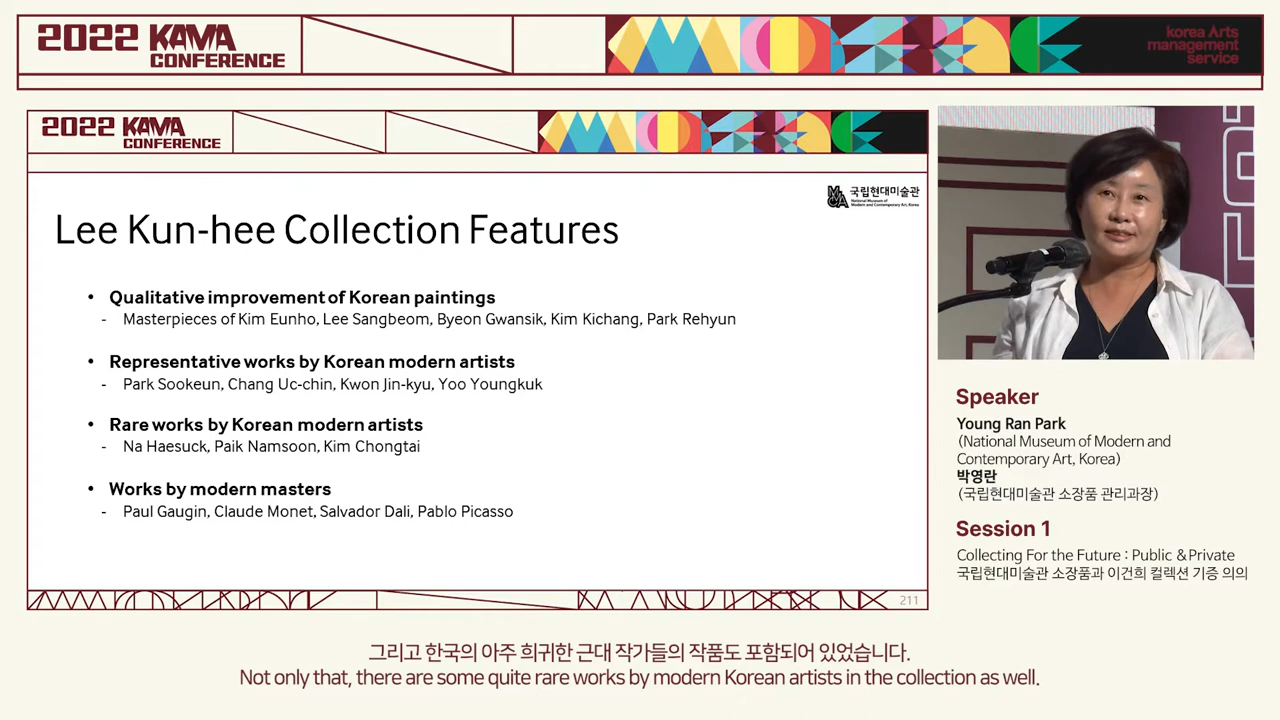 2022 KAMA
CONFERENCE
korea Arts
management
service
2022 KAMA
CONFERENCE
MMCA 국립현대미술관
National Museum of
Modern and Contemporary Art, Korea
Lee Kun-hee Collection Features
• Qualitative improvement of Korean paintings
- Masterpieces of Kim Eunho, Lee Sangbeom, Byeon Gwansik, Kim Kichang, Park Rehyun
• Representative works by Korean modern artists
- Park Sookeun, Chang Uc-chin, Kwon Jin-kyu, Yoo Youngkuk
• Rare works by Korean modern artists
- Na Haesuck, Paik Namsoon, Kim Chongtai
• Works by modern masters
- Paul Gaugin, Claude Monet, Salvador Dali, Pablo Picasso
211
Speaker
Young Ran Park
(National Museum of Modern and
Contemporary Art, Korea)
박영란
(국립현대미술관 소장품 관리과장)
Session 1
Collecting For the Future : Public & Private
국립현대미술관 소장품과 이건희 컬렉션 기증 의의
그리고 한국의 아주 희귀한 근대 작가들의 작품도 포함되어 있었습니다.
Not only that, there are some quite rare works by modern Korean artists in the collection as well.